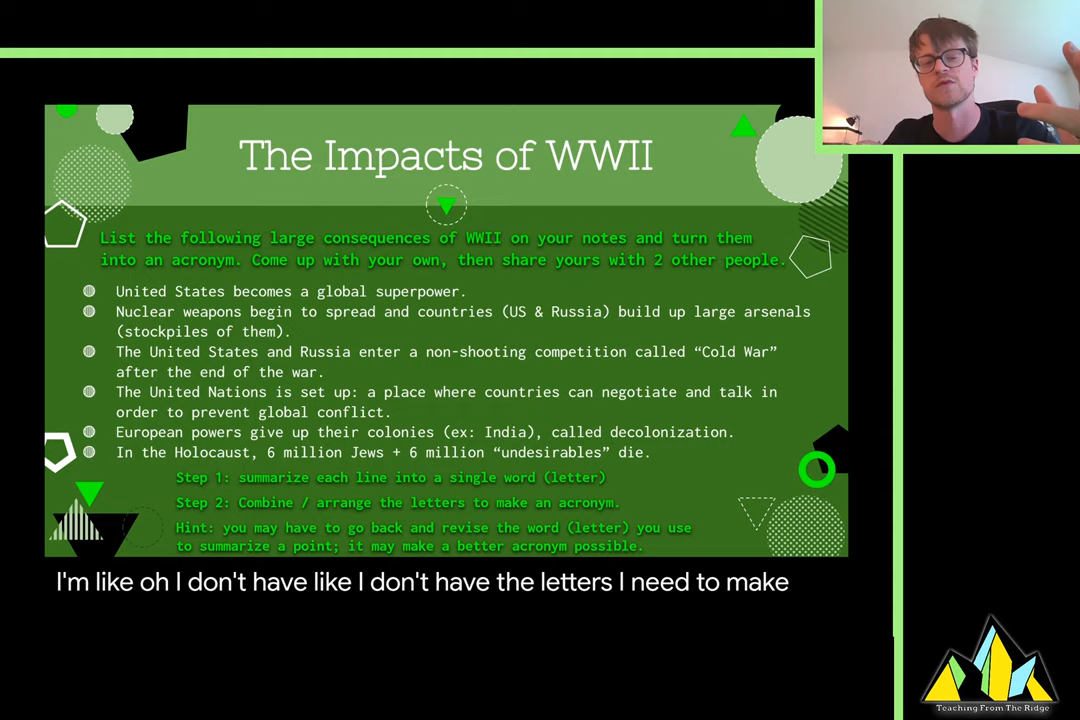 The Impacts of WWII
List the following large consequences of WWII on your notes and turn them
into an acronym. Come up with your own, then share yours with 2 other people.
United States becomes a global superpower.
Nuclear weapons begin to spread and countries (US & Russia) build up large arsenals
(stockpiles of them).
The United States and Russia enter a non-shooting competition called “Cold War”
after the end of the war.
The United Nations is set up: a place where countries can negotiate and talk in
order to prevent global conflict.
European powers give up their colonies (ex: India), called decolonization.
In the Holocaust, 6 million Jews + 6 million “undesirables” die.
Step 1: summarize each line into a single word (letter)
Step 2: Combine / arrange the letters to make an acronym.
Hint: you may have to go back and revise the word (letter) you use
to summarize a point; it may make a better acronym possible.
I'm like oh I don't have like I don't have the letters I need to make
Teaching From The Ridge